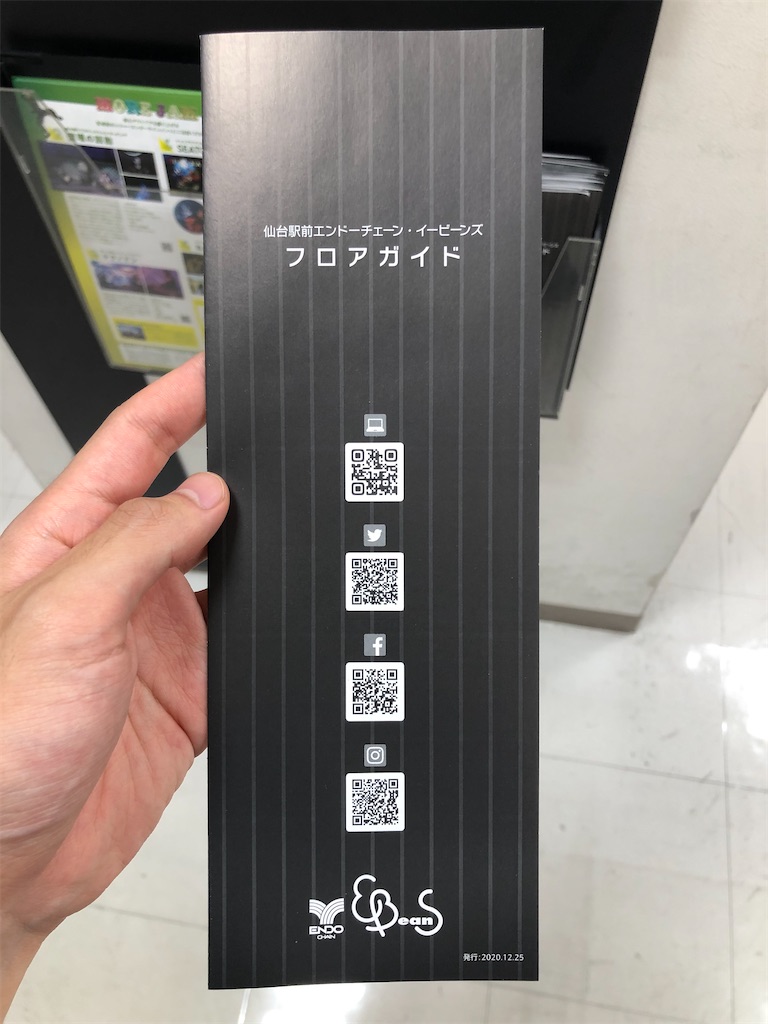 仙台駅前エンドーチェーン・イービーンズ
フロアガイド
ENDO
CHAIN
EBeanS
発行:2020.12.25